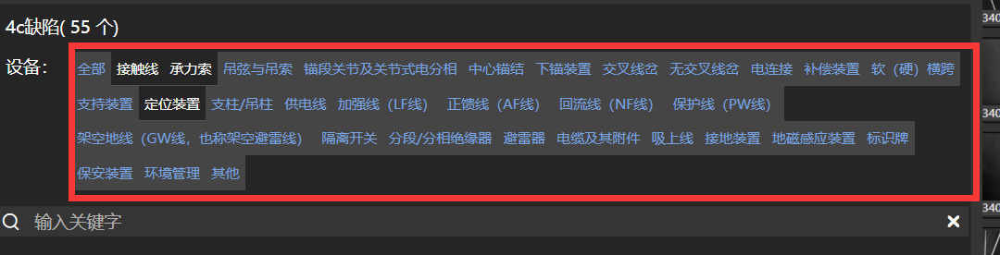 4c缺陷( 55 个)
设备： 全部 接触线 承力索 吊弦与吊索 锚段关节及关节式电分相 中心锚结 下锚装置 交叉线岔 无交叉线岔 电连接 补偿装置 软（硬）横跨
支持装置 定位装置 支柱/吊柱 供电线 加强线（LF线） 正馈线（AF线） 回流线（NF线） 保护线（PW线）
架空地线（GW线，也称架空避雷线） 隔离开关 分段/分相绝缘器 避雷器 电缆及其附件 吸上线 接地装置 地磁感应装置 标识牌
保安装置 环境管理 其他
输入关键字
340
340
340